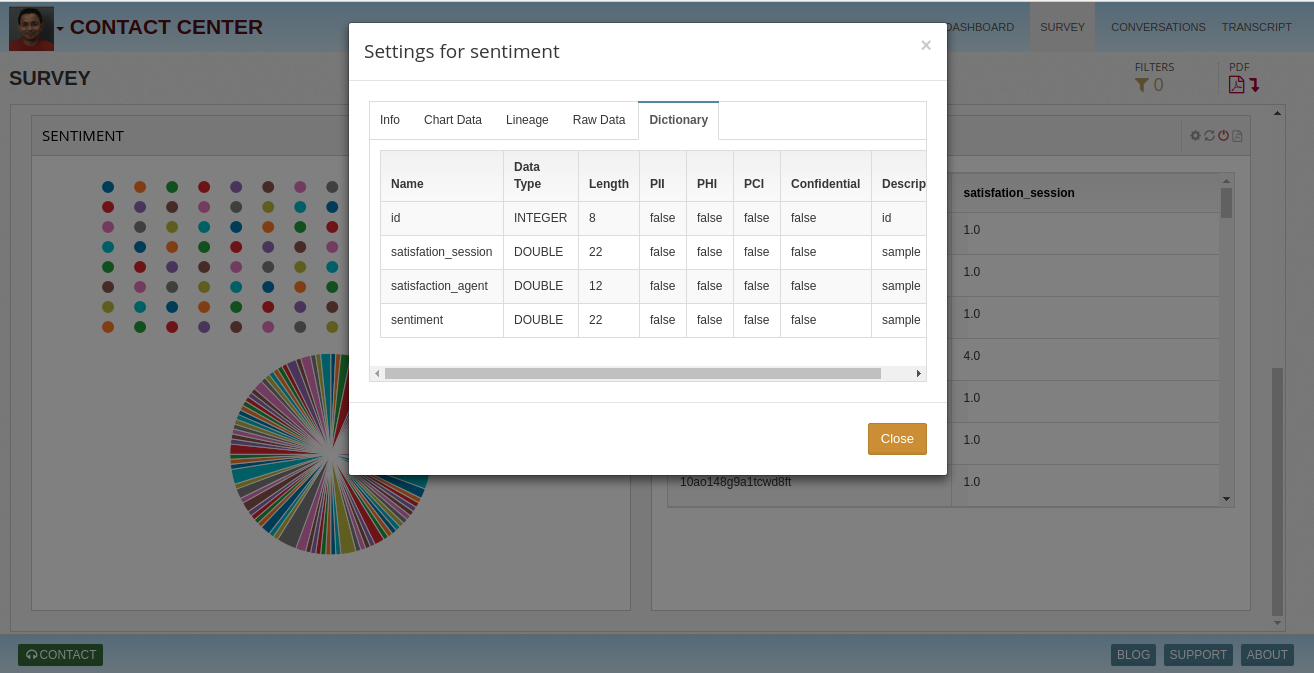 CONTACT CENTER
DASHBOARD SURVEY CONVERSATIONS TRANSCRIPT
SURVEY
FILTERS
0
PDF
SENTIMENT
Settings for sentiment
×
Info Chart Data Lineage Raw Data Dictionary
Name Data Type Length PII PHI PCI Confidential Descrip
id INTEGER 8 false false false false id
satisfation_session DOUBLE 22 false false false false sample
satisfaction_agent DOUBLE 12 false false false false sample
sentiment DOUBLE 22 false false false false sample
Close
satisfation_session
1.0
1.0
1.0
4.0
1.0
1.0
10ao148g9a1tcwd8ft 1.0
CONTACT
BLOG SUPPORT ABOUT